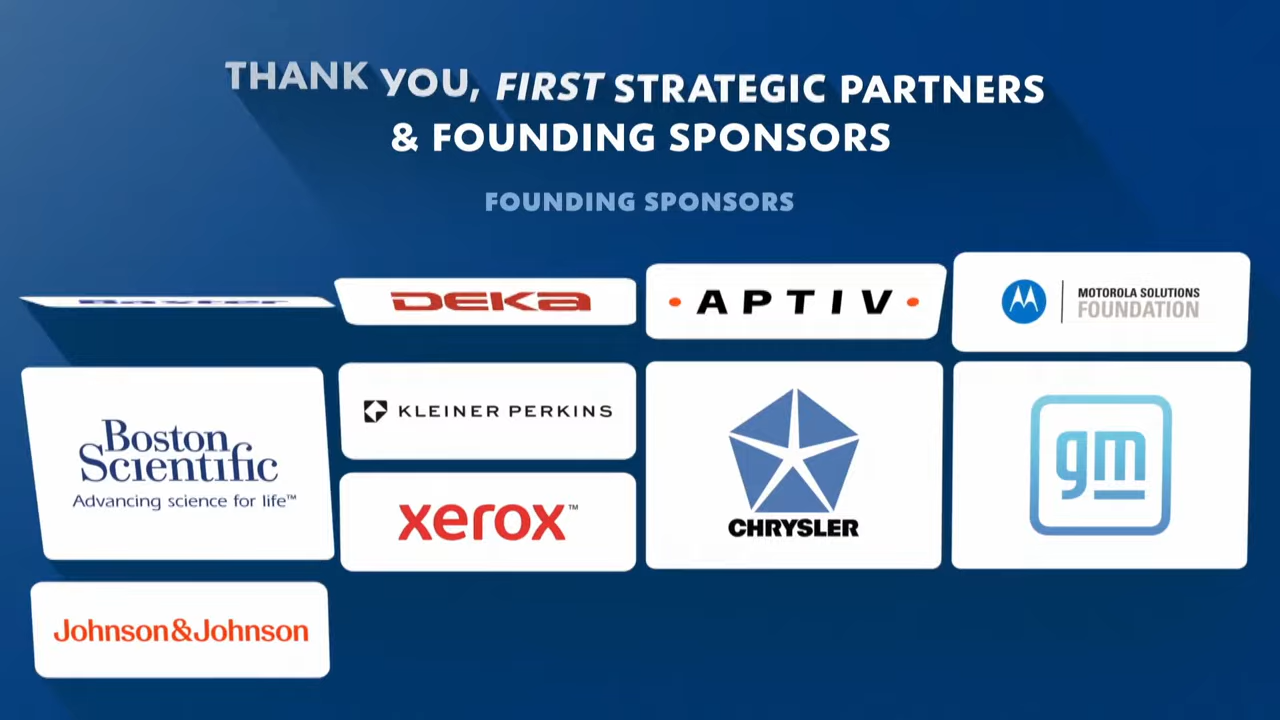 THANK YOU, FIRST STRATEGIC PARTNERS
& FOUNDING SPONSORS
FOUNDING SPONSORS
Baxter
DEKA
• APTIV •
MOTOROLA SOLUTIONS
FOUNDATION
Boston
Scientific
Advancing science for life™
KLEINER PERKINS
xerox™
CHRYSLER
gm
Johnson&Johnson